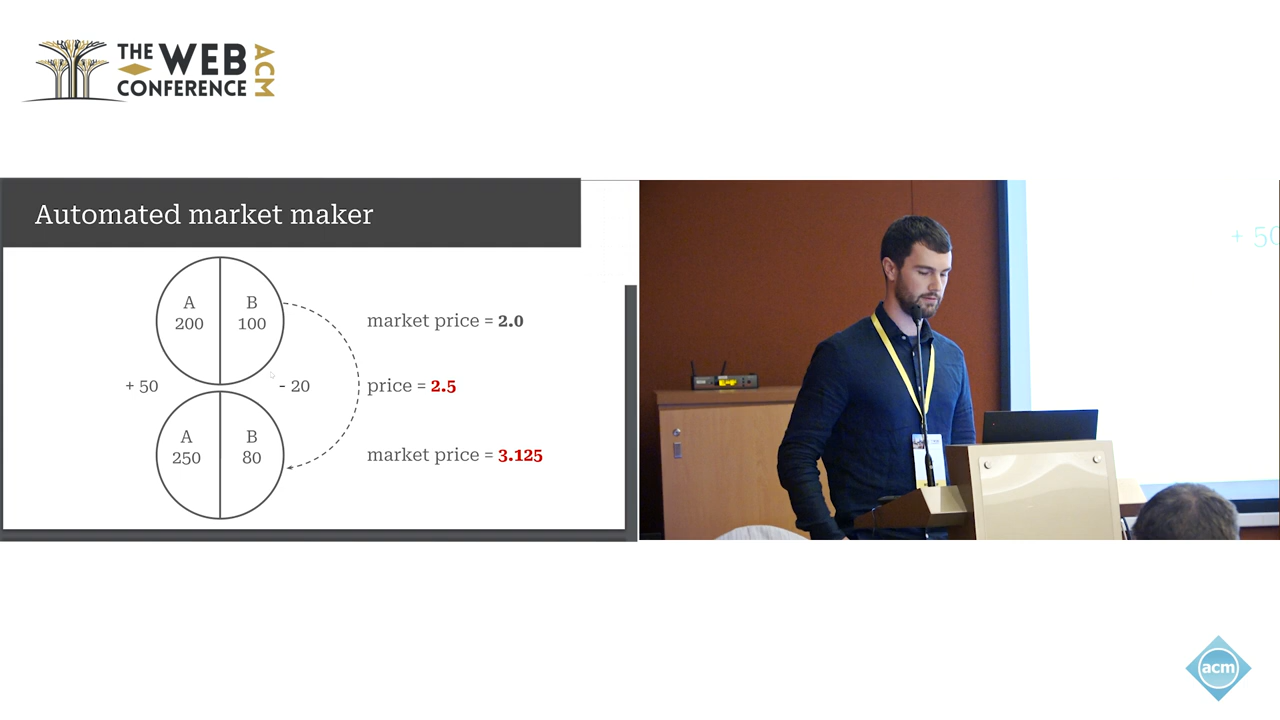 THE WEB
CONFERENCE
ACM
Automated market maker
A
200
B
100
market price = 2.0
+ 50
- 20
price = 2.5
A
250
B
80
market price = 3.125
+ 50
acm